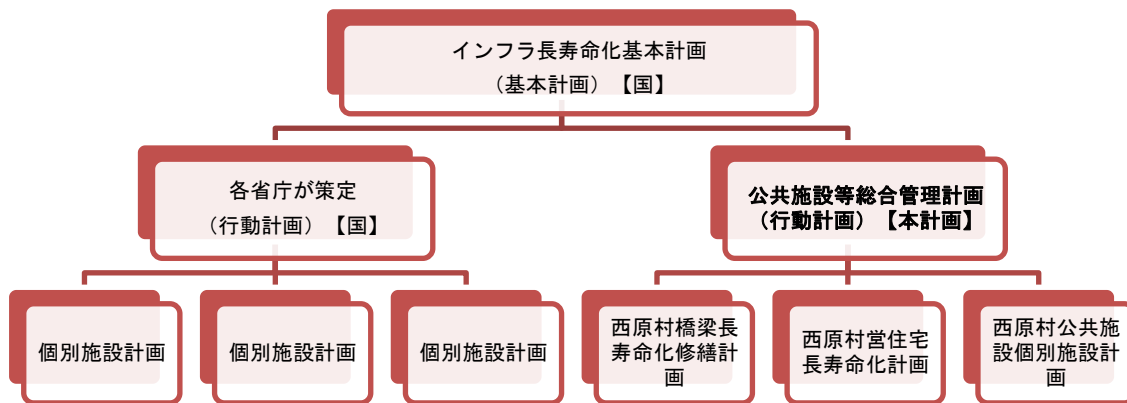 インフラ長寿命化基本計画
（基本計画）【国】
各省庁が策定
（行動計画）【国】
公共施設等総合管理計画
（行動計画）【本計画】
個別施設計画
個別施設計画
個別施設計画
西原村橋梁長
寿命化修繕計
画
西原村営住宅
長寿命化計画
西原村公共施
設個別施設計
画